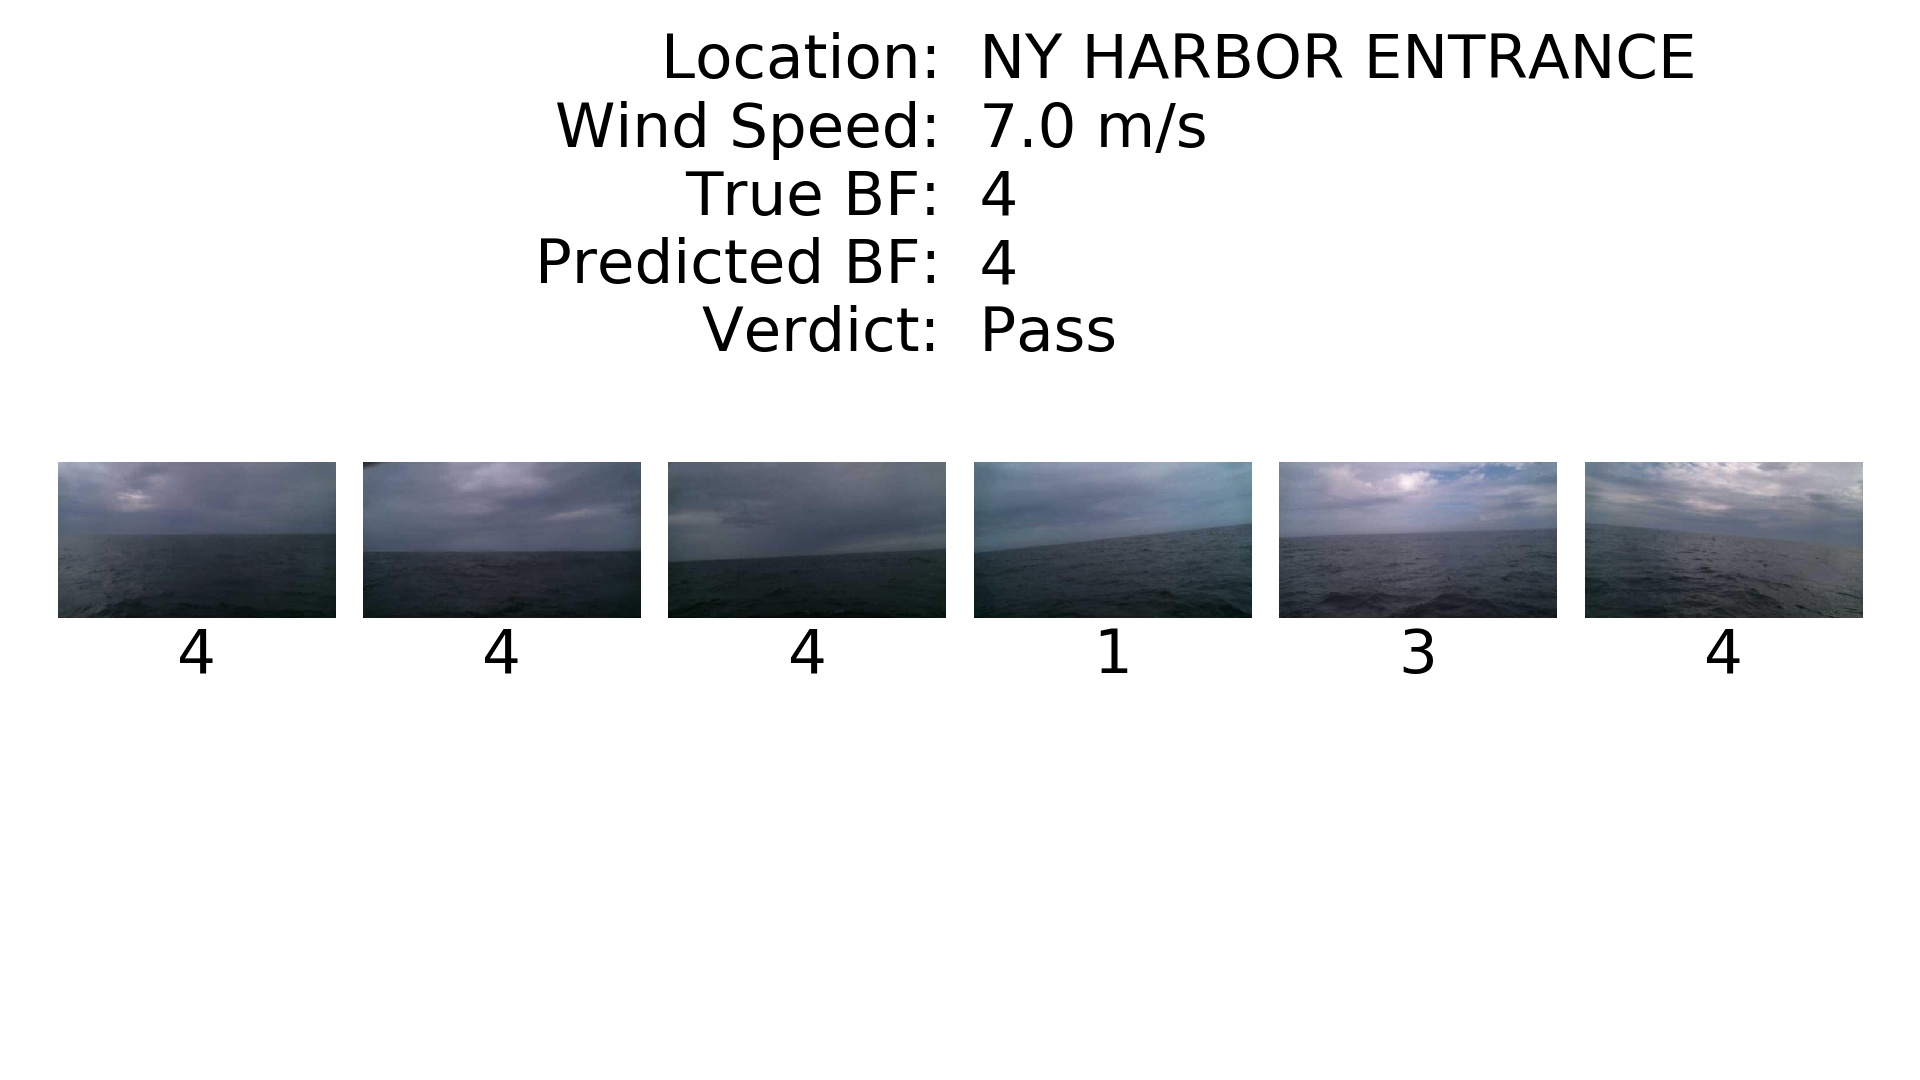 Location: NY HARBOR ENTRANCE
Wind Speed: 7.0 m/s
True BF: 4
Predicted BF: 4
Verdict: Pass
4 4 4 1 3 4